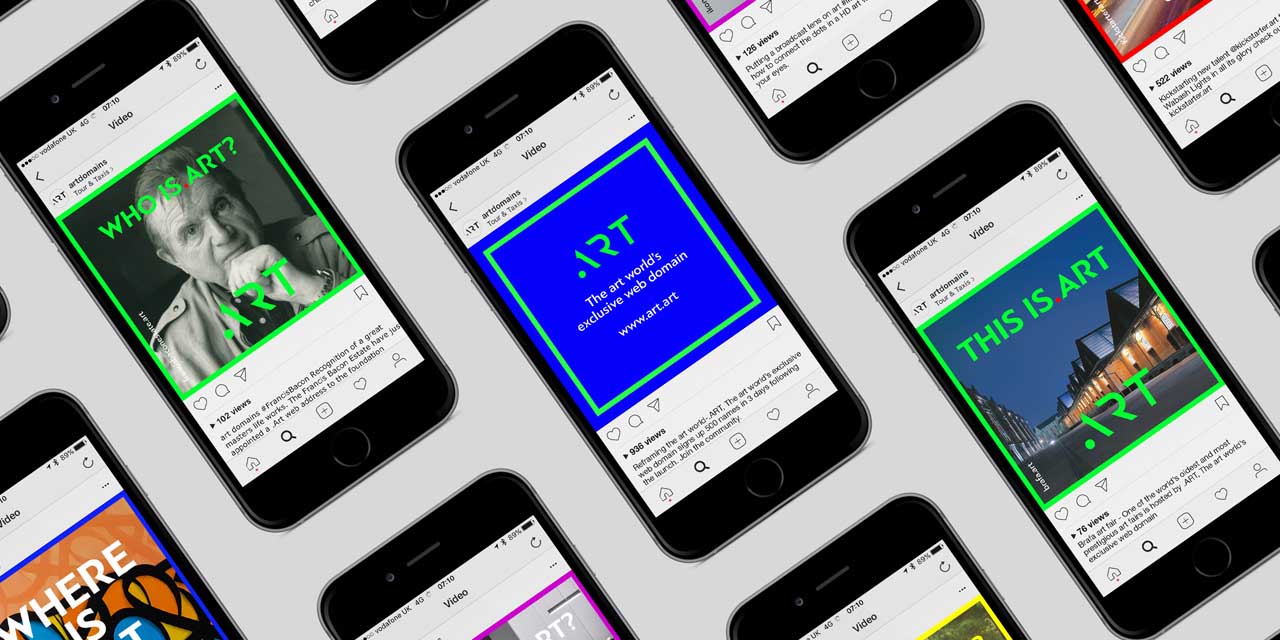 ●●●○○ vodafone UK 4G 07:10 89%
Video
artdomains
Tour & Taxis >
WHO IS.ART?
.ART
102 views
art domains #FrancisBacon Recognition of a great
masters life works. The Francis Bacon Estate have just
appointed a .Art web address to the foundation
●●●○○ vodafone UK 4G 07:10 89%
Video
artdomains
Tour & Taxis >
.ART
The art world's
exclusive web domain
www.art.art
936 views
Reframing the art world, .ART, The art world's exclusive
web domain signs up 500 names in 3 days following
the launch. Join the community
●●●○○ vodafone UK 4G 07:10 89%
Video
artdomains
Tour & Taxis >
THIS IS.ART
.ART
brafa.art
76 views
Brafa art fair - One of the world's oldest and most
prestigious art fairs is hosted by .ART, The art world's
exclusive web domain
126 views
Putting a broadcast lens on art
how to connect the dots in a HD art
your eyes.
522 views
Kickstarting new talent @kickstarter.art
Wabash Lights in all its glory check
kickstarter.art
89%
Video
WHERE
IS
vodafone UK 4G 07:10 89%
Video
ART?
07:10 89%
Video